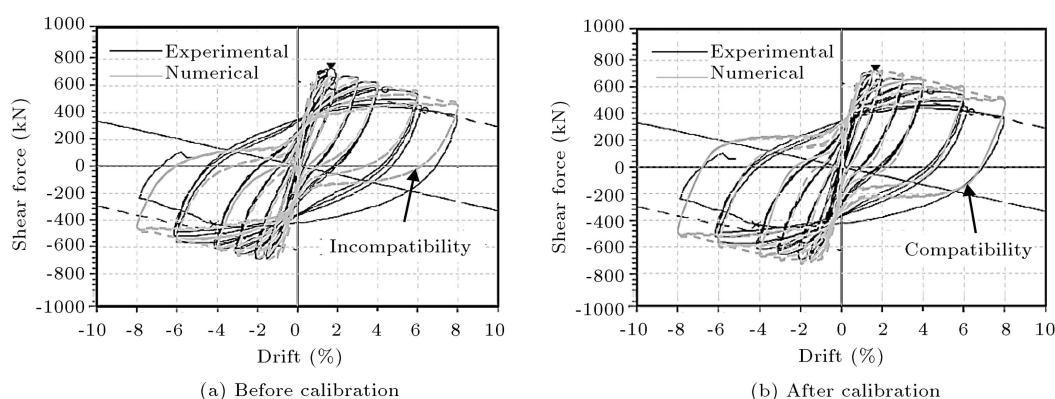 1000
800
600
400
200
0
-200
-400
-600
-800
-1000
Shear force (kN)
Experimental
Numerical
Incompatibility
-10 -8 -6 -4 -2 0 2 4 6 8 10
Drift (%)
(a) Before calibration
1000
800
600
400
200
0
-200
-400
-600
-800
-1000
Shear force (kN)
Experimental
Numerical
Compatibility
-10 -8 -6 -4 -2 0 2 4 6 8 10
Drift (%)
(b) After calibration